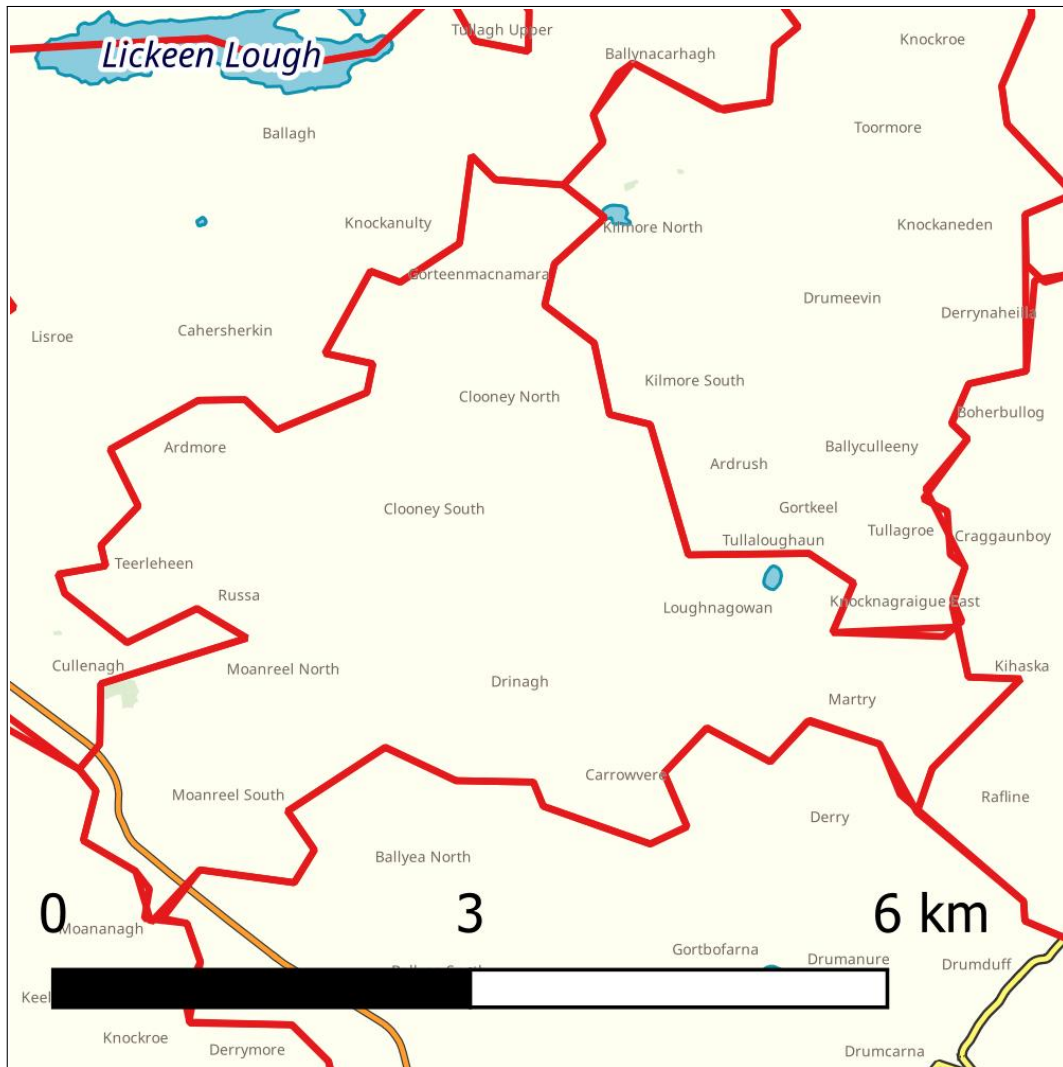 Tullagh Upper
Knockroe
Lickeen Lough
Ballynacarhagh
Ballagh
Toormore
Knockanulty
Kilmore North
Knockaneden
Gorteenmacnamara
Drumeevin
Derrynaheilla
Lisroe
Cahersherkin
Kilmore South
Clooney North
Boherbullog
Ardmore
Ballyculleeny
Ardrush
Clooney South
Gortkeel
Tullagroe
Craggaunboy
Tullaloughaun
Teerleheen
Russa
Loughnagowan
Knocknagraigue East
Cullenagh
Moanreel North
Kihaska
Drinagh
Martry
Carrowvere
Moanreel South
Rafline
Derry
Ballyea North
0 3 6 km
Moananagh
Gortbofarna
Drumanure
Drumduff
Keel
Knockroe
Derrymore
Drumcarna